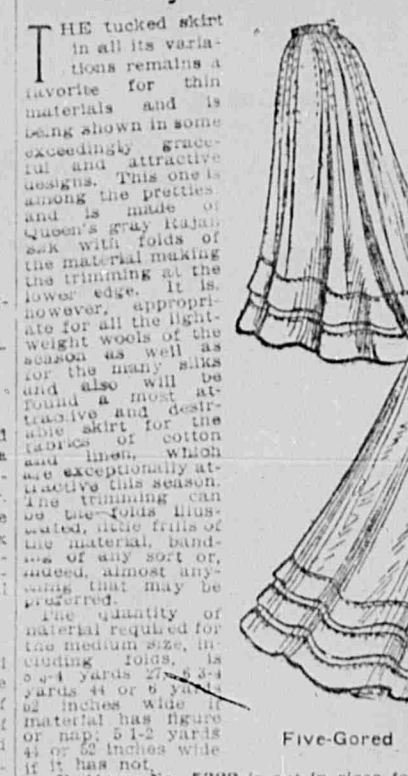 THE tucked skirt
in all its varia-
tions remains a
favorite for thin
materials and is
being shown in some
exceedingly grace-
ful and attractive
designs. This one is
among the prettiest
and is made of
Queen's gray Rajah
silk with folds of
the material making
the trimming at the
lower edge. It is,
however, appropri-
ate for all the light-
weight wools of the
season as well as
for the many silks
and also will be
found a most at-
tractive and desir-
able skirt for the
fabrics of cotton
and linen, which
are exceptionally at-
tractive this season.
The trimming can
be the folds illus-
trated, little frills of
the material, band-
ing of any sort or,
indeed, almost any-
thing that may be
preferred.
The quantity of
material required for
the medium size, in-
cluding folds, is
yards 27, 6 3-4
yards 44 or 6 yards
52 inches wide if
material has figure
or nap; 5 1-2 yards
44 or 52 inches wide
if it has not.
Five-Gored